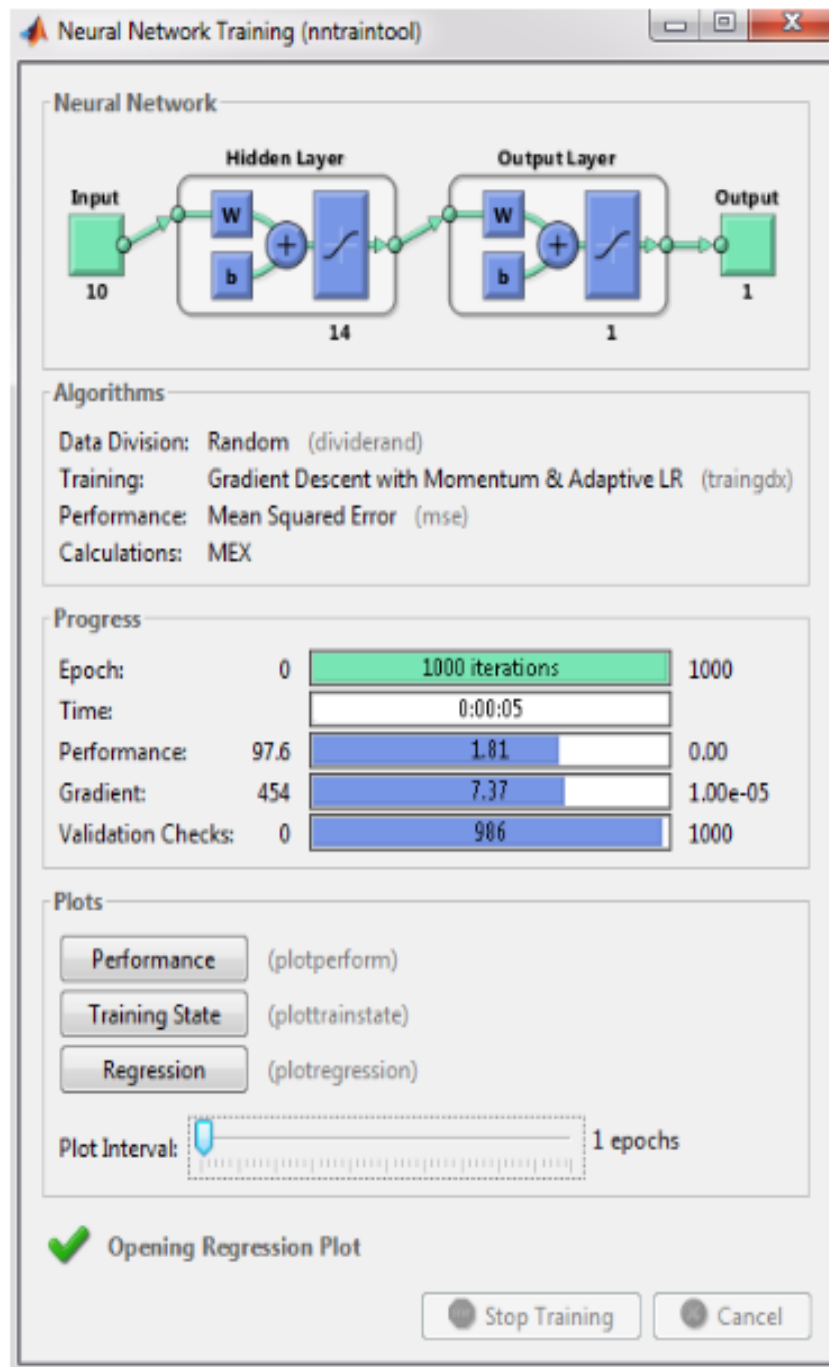 Neural Network Training (nntraintool)
Neural Network
Hidden Layer
Output Layer
Input
Output
W
b
+
W
b
+
10
14
1
1
Algorithms
Data Division: Random (dividerand)
Training: Gradient Descent with Momentum & Adaptive LR (traingdx)
Performance: Mean Squared Error (mse)
Calculations: MEX
Progress
Epoch: 0 1000 iterations 1000
Time: 0:00:05
Performance: 97.6 1.81 0.00
Gradient: 454 7.37 1.00e-05
Validation Checks: 0 986 1000
Plots
Performance (plotperform)
Training State (plottrainstate)
Regression (plotregression)
Plot Interval: 1 epochs
Opening Regression Plot
Stop Training Cancel